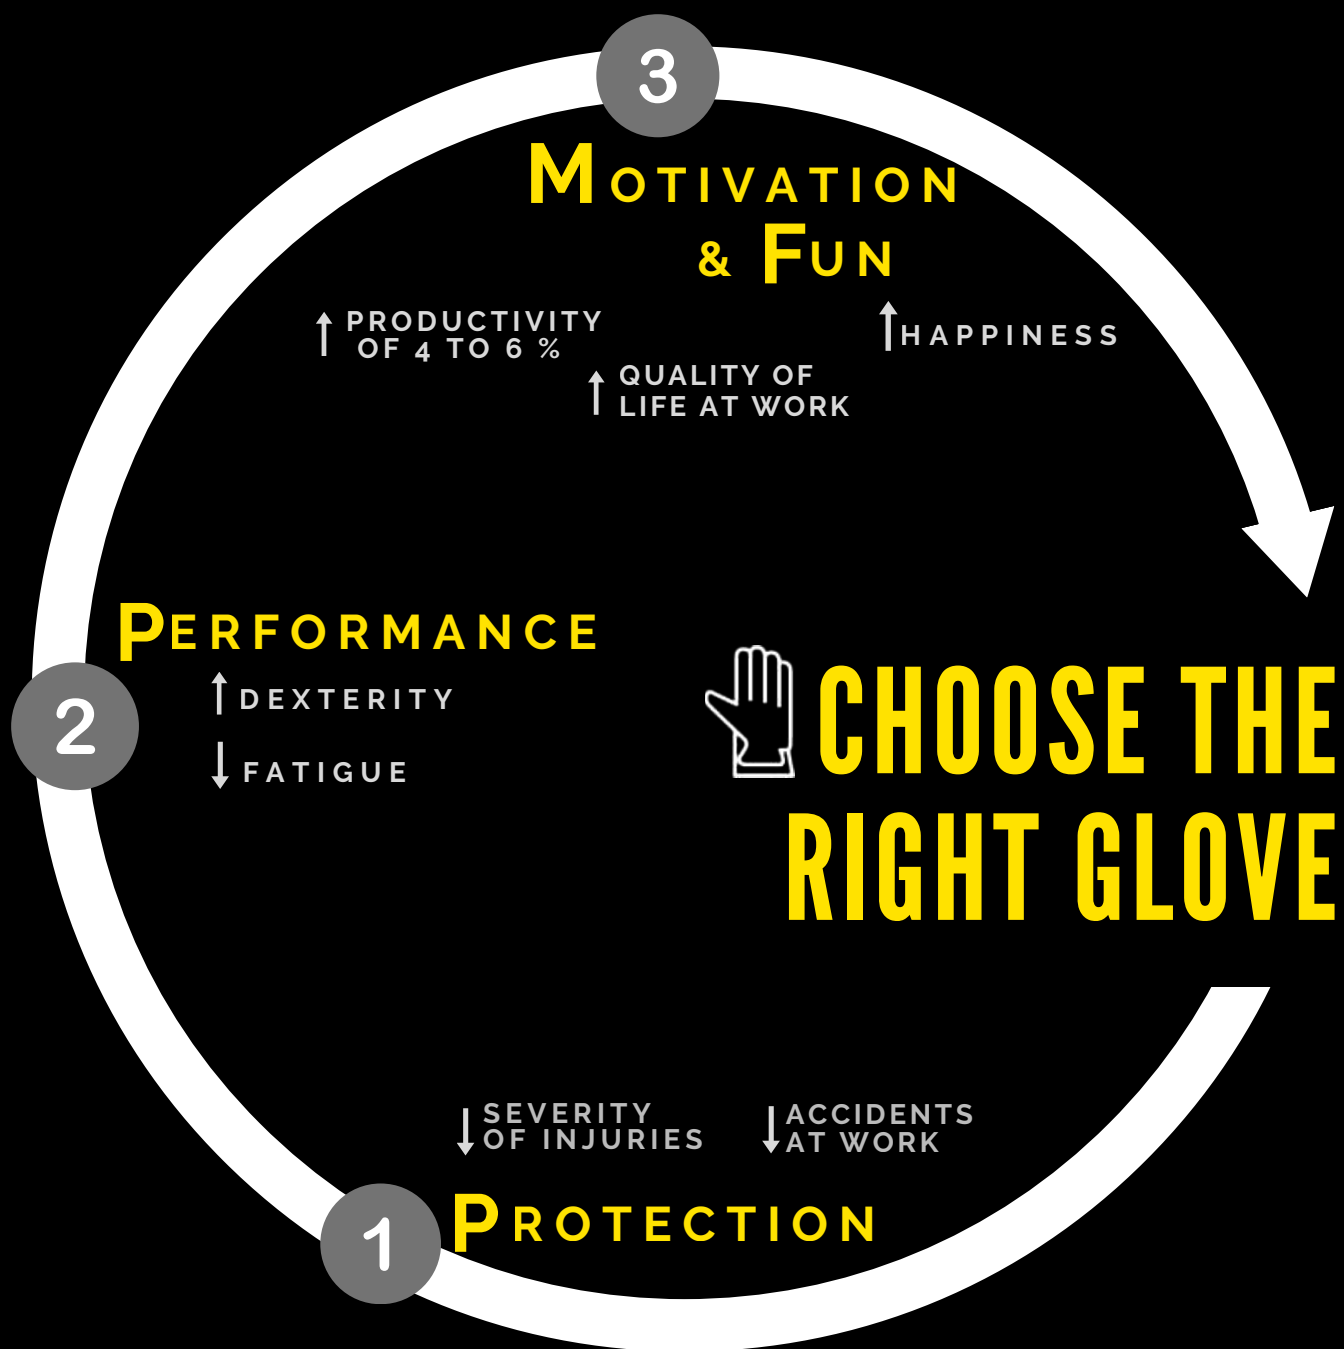 3
MOTIVATION
& FUN
PRODUCTIVITY
OF 4 TO 6 %
HAPPINESS
QUALITY OF
LIFE AT WORK
PERFORMANCE
2
DEXTERITY
FATIGUE
CHOOSE THE
RIGHT GLOVE
SEVERITY
OF INJURIES
ACCIDENTS
AT WORK
1
PROTECTION